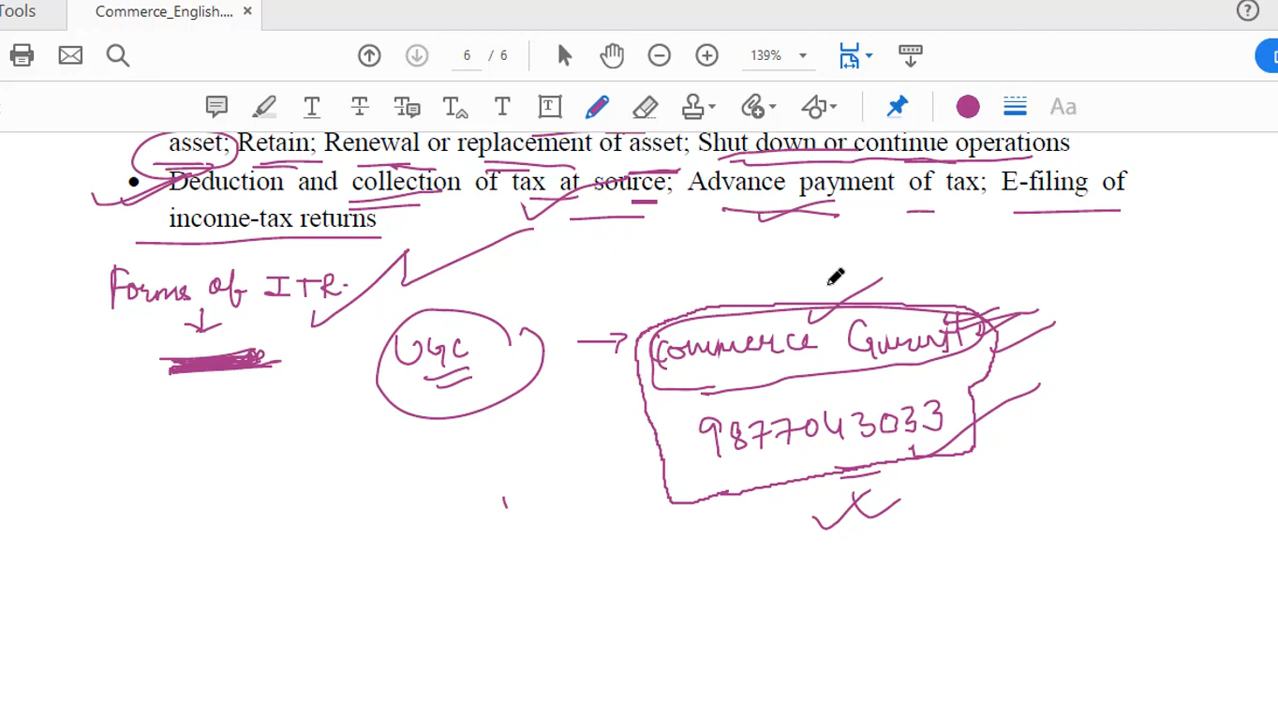 Tools
Commerce_English.... ×
6 / 6
139%
asset; Retain; Renewal or replacement of asset; Shut down or continue operations
• Deduction and collection of tax at source; Advance payment of tax; E-filing of
income-tax returns
Forms of ITR.
UGC
Commerce
9877043033